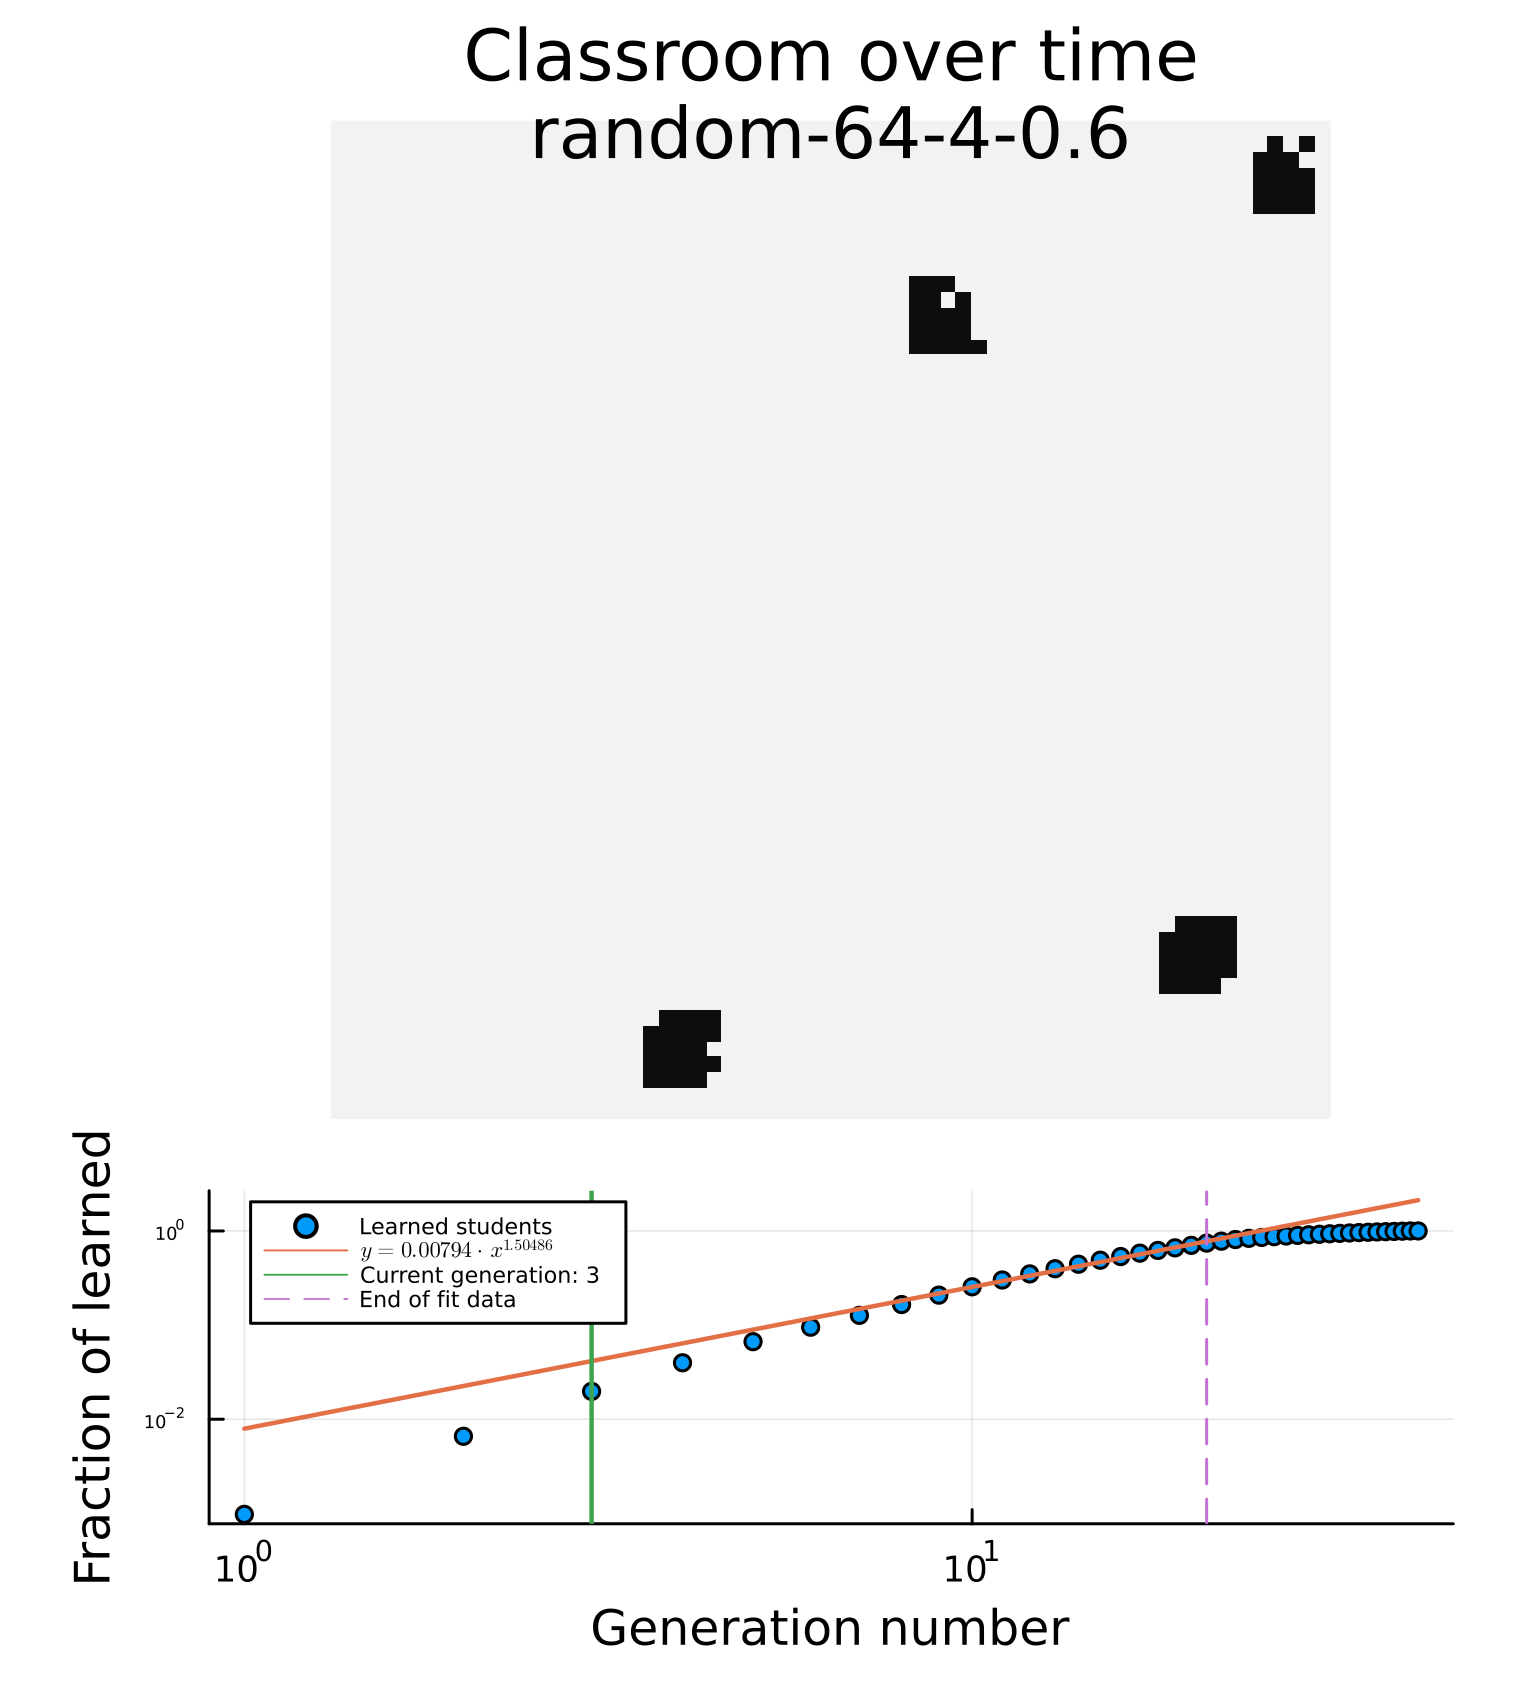 Classroom over time
random-64-4-0.6
Fraction of learned
10^0
10^-2
Learned students
y = 0.00794 · x^1.50486
Current generation: 3
End of fit data
10^0
10^1
Generation number